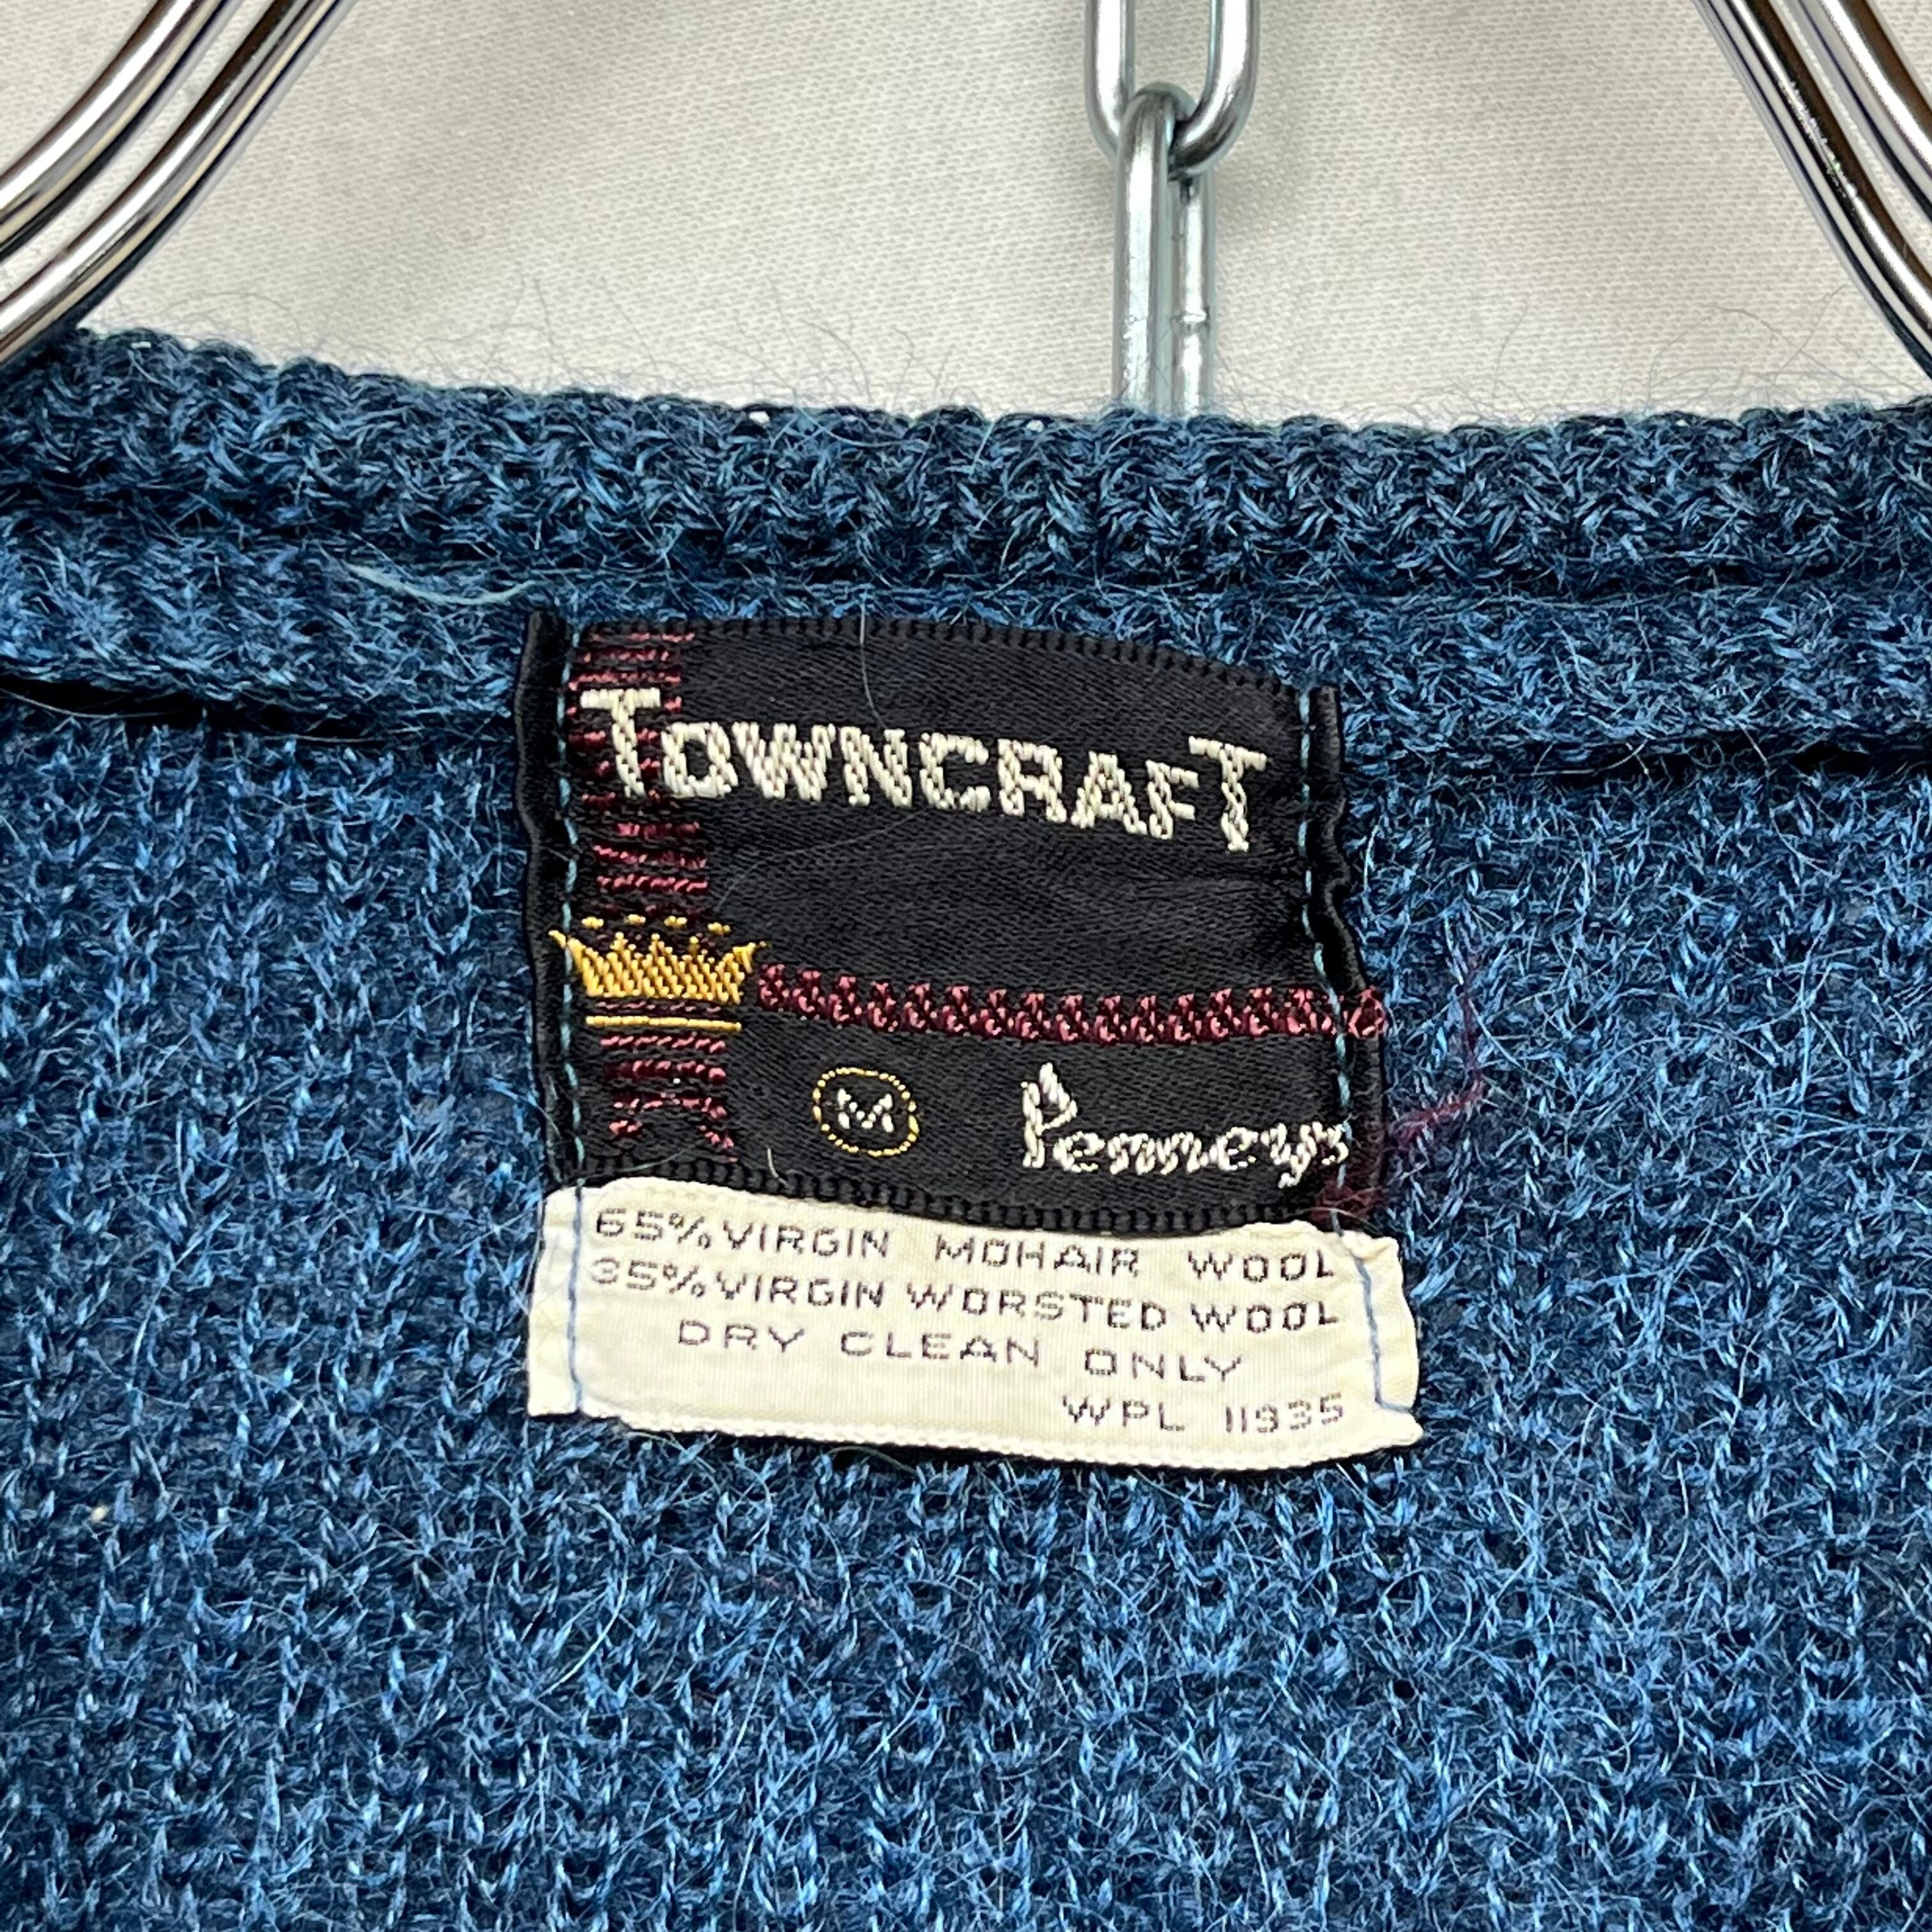 TOWNCRAFT
M Penneys
65% VIRGIN MOHAIR WOOL
35% VIRGIN WORSTED WOOL
DRY CLEAN ONLY
WPL 11935